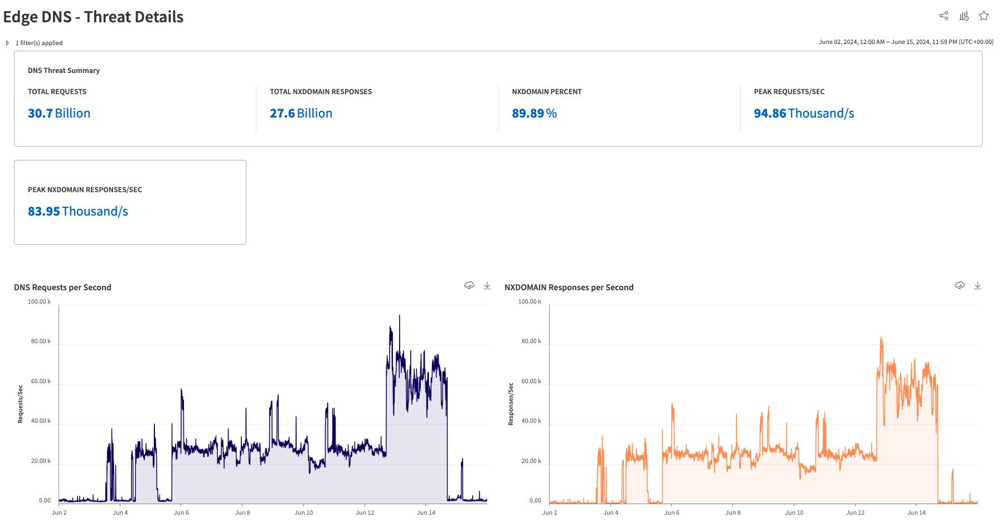 Edge DNS - Threat Details
1 filter(s) applied
June 02, 2024, 12:00 AM – June 15, 2024, 11:59 PM (UTC +00:00)
DNS Threat Summary
TOTAL REQUESTS
30.7 Billion
TOTAL NXDOMAIN RESPONSES
27.6 Billion
NXDOMAIN PERCENT
89.89 %
PEAK REQUESTS/SEC
94.86 Thousand/s
PEAK NXDOMAIN RESPONSES/SEC
83.95 Thousand/s
DNS Requests per Second
100.00 k
80.00 k
60.00 k
40.00 k
20.00 k
0.00
Requests/Sec
Jun 2
Jun 4
Jun 6
Jun 8
Jun 10
Jun 12
Jun 14
NXDOMAIN Responses per Second
100.00 k
80.00 k
60.00 k
40.00 k
20.00 k
0.00
Responses/Sec
Jun 2
Jun 4
Jun 6
Jun 8
Jun 10
Jun 12
Jun 14